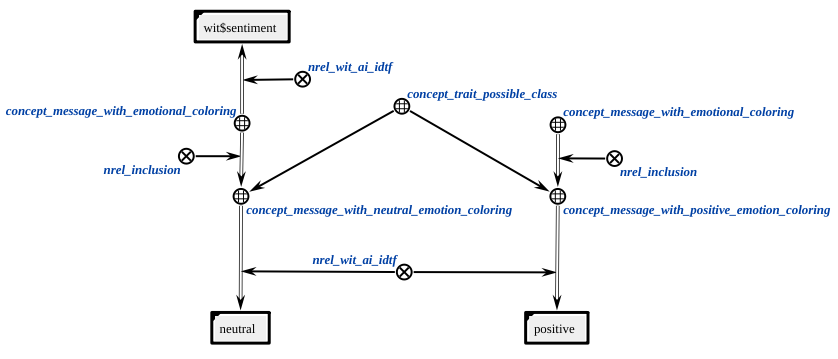 wit$sentiment
nrel_wit_ai_idtf
concept_trait_possible_class
concept_message_with_emotional_coloring
concept_message_with_emotional_coloring
nrel_inclusion
nrel_inclusion
concept_message_with_neutral_emotion_coloring
concept_message_with_positive_emotion_coloring
nrel_wit_ai_idtf
neutral
positive